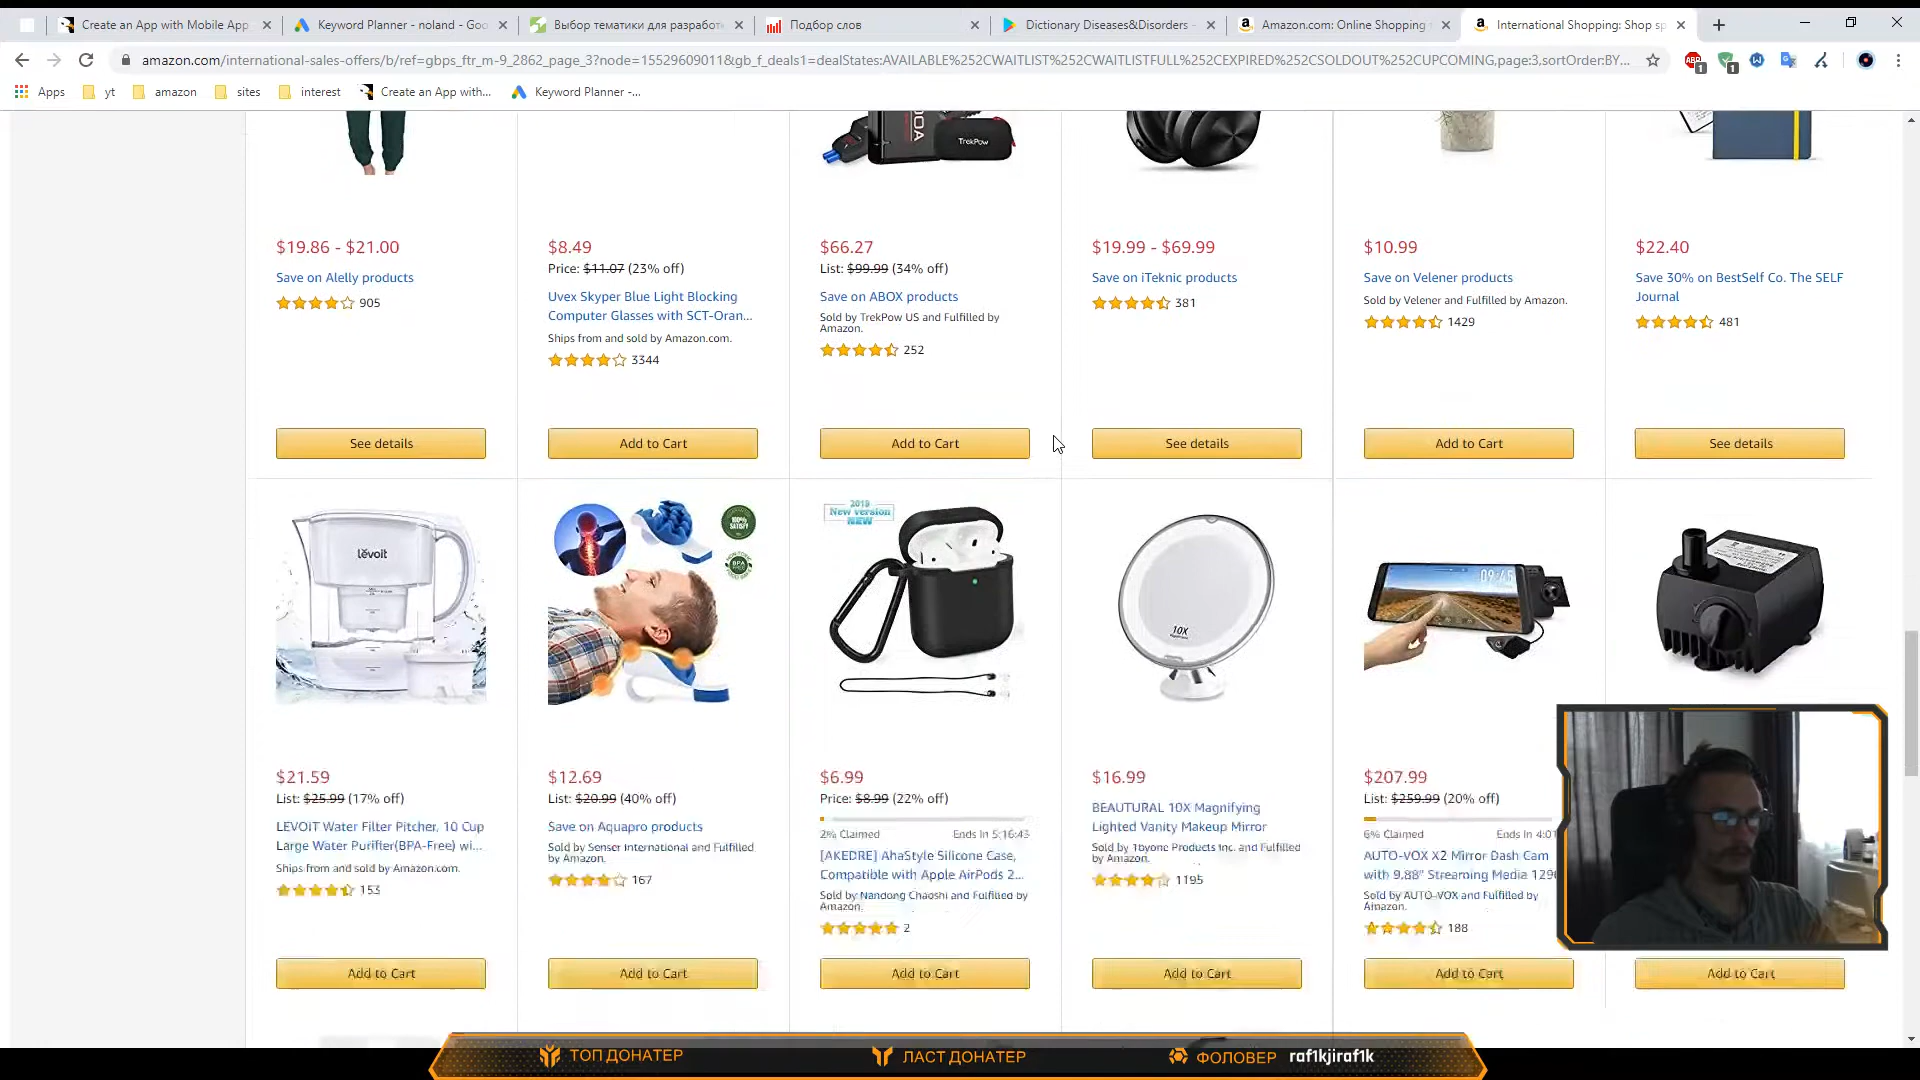 Create an App with Mobile App
Keyword Planner - noland - Goo
Выбор тематики для разработк
Подбор слов
Dictionary Diseases&Disorders -
Amazon.com: Online Shopping f
International Shopping: Shop sp
amazon.com/international-sales-offers/b/ref=gbps_ftr_m-9_2862_page_3?node=15529609011&gb_f_deals1=dealStates:AVAILABLE%252CWAITLIST%252CWAITLISTFULL%252CEXPIRED%252CSOLDOUT%252CUPCOMING,page:3,sortOrder:BY...
Apps
yt
amazon
sites
interest
Create an App with...
Keyword Planner -...
TrekPow
$19.86 - $21.00
Save on Alelly products
905
See details
$8.49
Price: $11.07 (23% off)
Uvex Skyper Blue Light Blocking
Computer Glasses with SCT-Oran...
Ships from and sold by Amazon.com.
3344
Add to Cart
$66.27
List: $99.99 (34% off)
Save on ABOX products
Sold by TrekPow US and Fulfilled by
Amazon.
252
Add to Cart
$19.99 - $69.99
Save on iTeknic products
381
See details
$10.99
Save on Velener products
Sold by Velener and Fulfilled by Amazon.
1429
Add to Cart
$22.40
Save 30% on BestSelf Co. The SELF
Journal
481
See details
levoit
$21.59
List: $25.99 (17% off)
LEVOIT Water Filter Pitcher, 10 Cup
Large Water Purifier(BPA-Free) wi...
Ships from and sold by Amazon.com.
153
Add to Cart
100%
SATISFY
$12.69
List: $20.99 (40% off)
Save on Aquapro products
Sold by Senser International and Fulfilled
by Amazon.
167
Add to Cart
2019
New version
NEW
$6.99
Price: $8.99 (22% off)
2% Claimed
Ends in 5:16:43
[AKEDRE] AhaStyle Silicone Case,
Compatible with Apple AirPods 2...
Sold by Nandong Chaoshi and Fulfilled by
Amazon.
2
Add to Cart
10X
$16.99
BEAUTURAL 10X Magnifying
Lighted Vanity Makeup Mirror
Sold by 1byone Products Inc. and Fulfilled
by Amazon.
1195
Add to Cart
09:45
$207.99
List: $259.99 (20% off)
6% Claimed
Ends in 4:01
AUTO-VOX X2 Mirror Dash Cam
with 9.88" Streaming Media 1296
Sold by AUTO-VOX and Fulfilled by
Amazon.
188
Add to Cart
Add to Cart
ТОП ДОНАТЕР
ЛАСТ ДОНАТЕР
ФОЛОВЕР raf1kjiraf1k